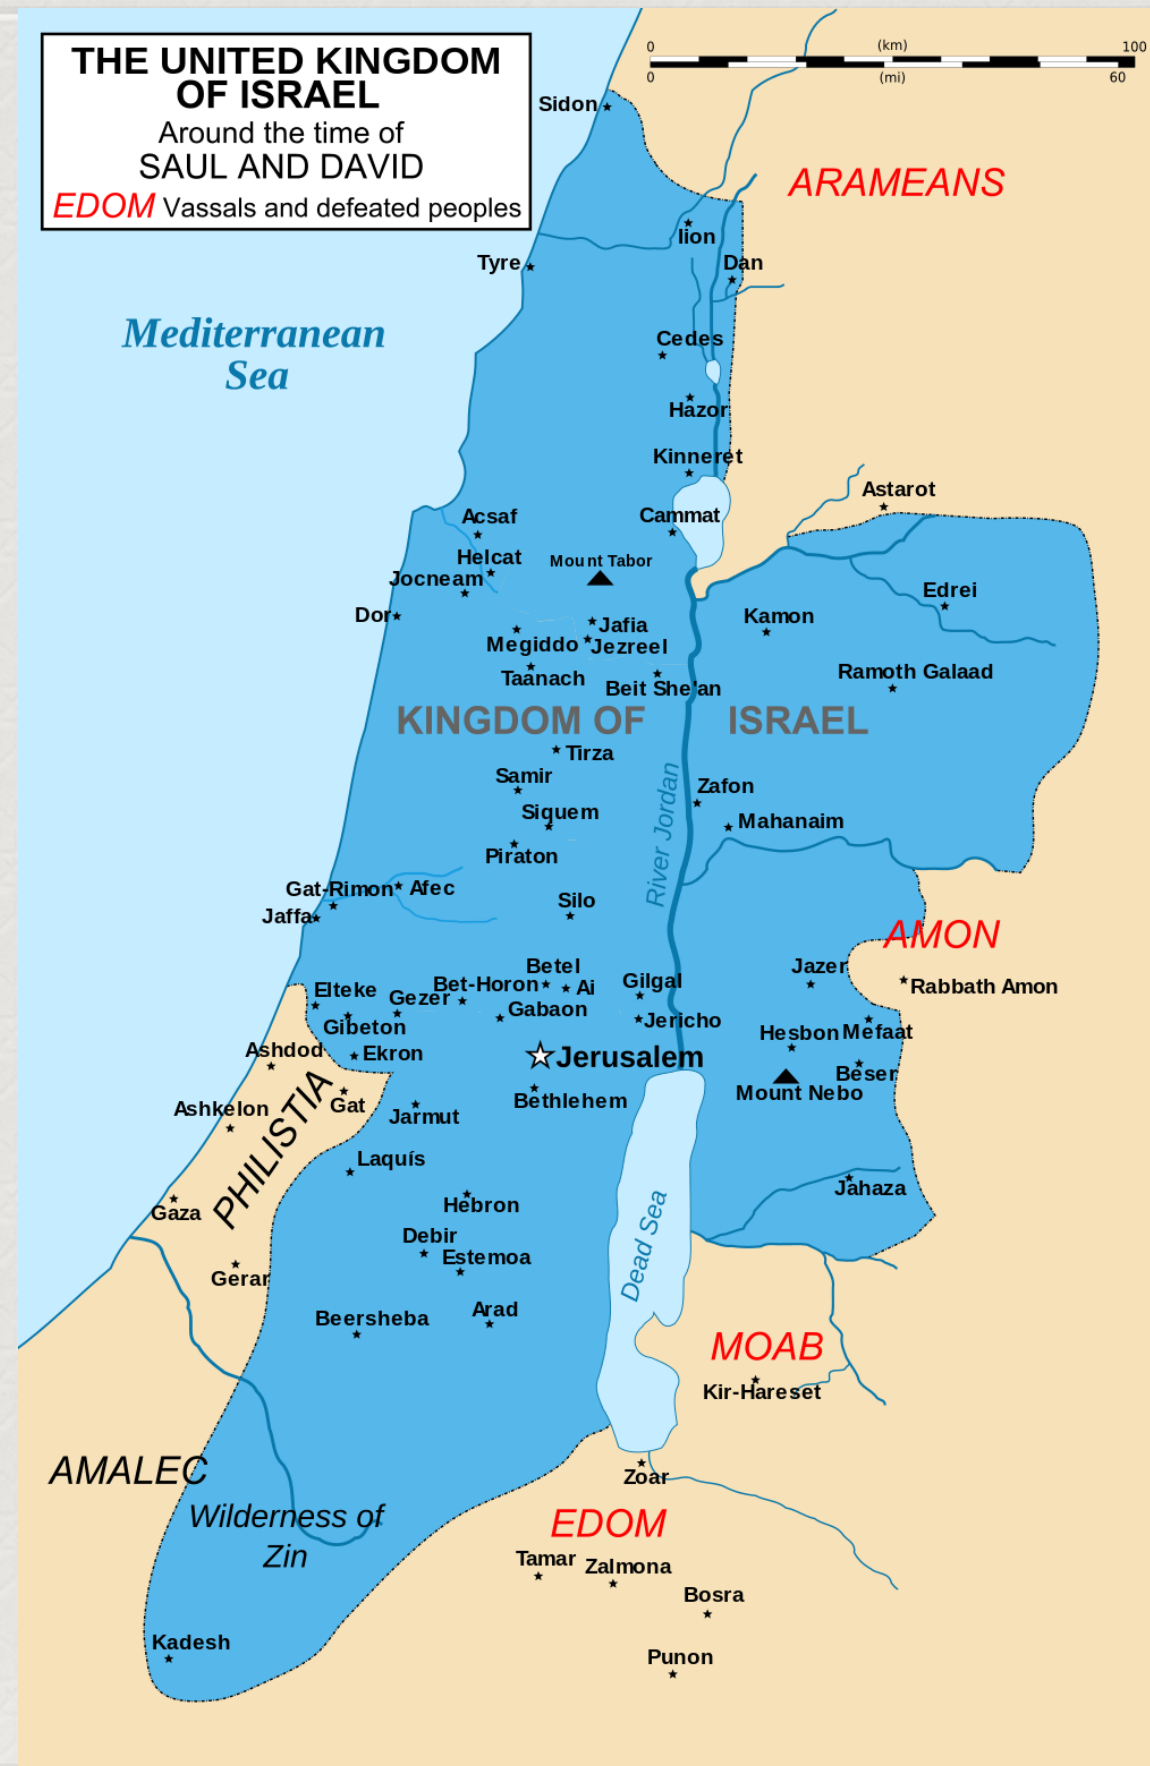 THE UNITED KINGDOM
OF ISRAEL
Around the time of
SAUL AND DAVID
EDOM Vassals and defeated peoples
0 (km) 100
0 (mi) 60
Sidon
ARAMEANS
Iion
Tyre
Dan
Mediterranean
Sea
Cedes
Hazor
Kinneret
Astarot
Acsaf
Cammat
Helcat
Mount Tabor
Jocneam
Edrei
Dor
Kamon
Jafia
Megiddo
Jezreel
Ramoth Galaad
Taanach
Beit She'an
KINGDOM OF ISRAEL
Tirza
Samir
Zafon
Siquem
Mahanaim
River Jordan
Piraton
Gat-Rimon
Afec
Silo
Jaffa
AMON
Betel
Jazer
Bet-Horon
Ai
Gilgal
Rabbath Amon
Elteke
Gezer
Gabaon
Gibeton
Jericho
Hesbon
Mefaat
Ashdod
Ekron
Jerusalem
Beser
Mount Nebo
Ashkelon
Gat
Bethlehem
Jarmut
PHILISTIA
Laquís
Jahaza
Gaza
Hebron
Debir
Dead Sea
Estemoa
Gerar
Beersheba
Arad
MOAB
Kir-Hareset
AMALEC
Zoar
Wilderness of
Zin
EDOM
Tamar
Zalmona
Bosra
Kadesh
Punon